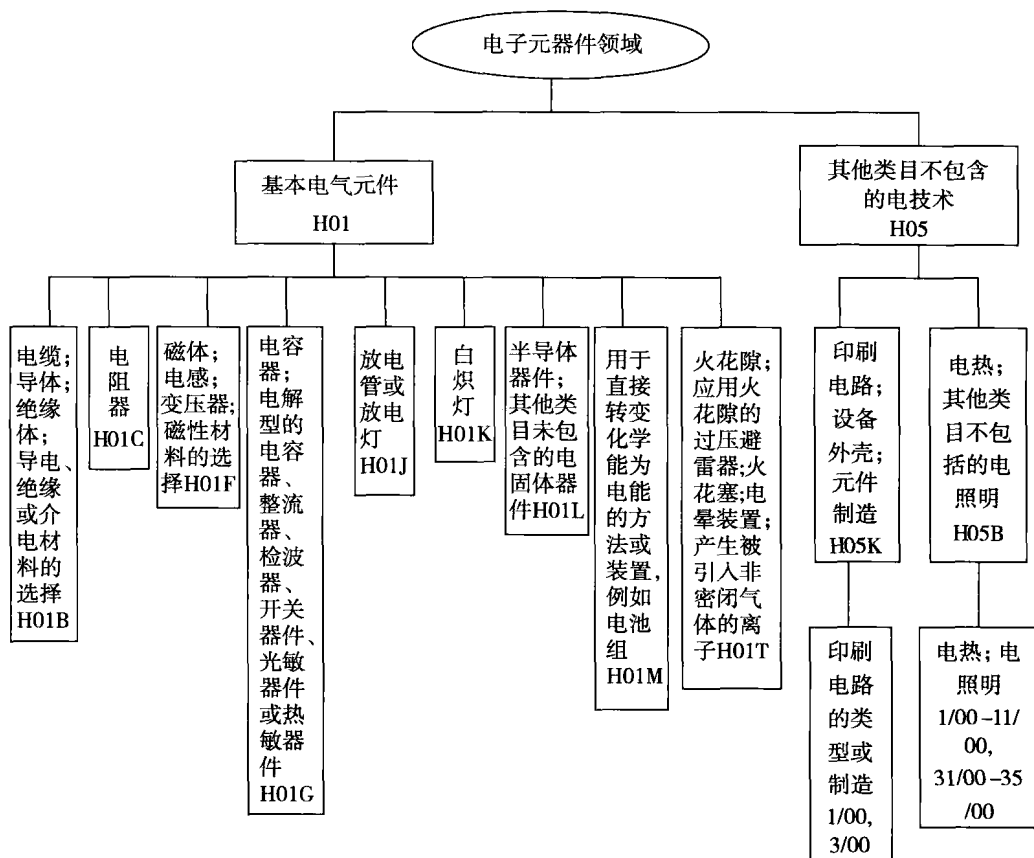 电子元器件领域
基本电气元件
H01
其他类目不包含
的电技术
H05
电缆;
导体;
绝缘
体;
导电、
绝缘
或介
电材
料的
选择
H01B
电
阻
器
H01C
磁体;
电感;
变压器;
磁性材
料的选
择H01F
电容
器;
电解
型的
电容
器、
整流
器、
检波
器、
开关
器件、
光敏
器件
或热
敏器
件
H01G
放电
管或
放电
灯
H01J
白
炽
灯
H01K
半导体
器件;
其他类
目未包
含的电
固体器
件H01L
用于
直接
转变
化学
能为
电能
的方
法或
装置,
例如
电池
组
H01M
火花隙;
应用火
花隙的
过压避
雷器;火
花塞;电
晕装置;
产生被
引入非
密闭气
体的离
子H01T
印刷
电路;
设备
外壳;
元件
制造
H05K
电热;
其他类
目不包
括的电
照明
H05B
印刷
电路
的类
型或
制造
1/00,
3/00
电热; 电
照明
1/00-11/
00,
31/00-35
/00